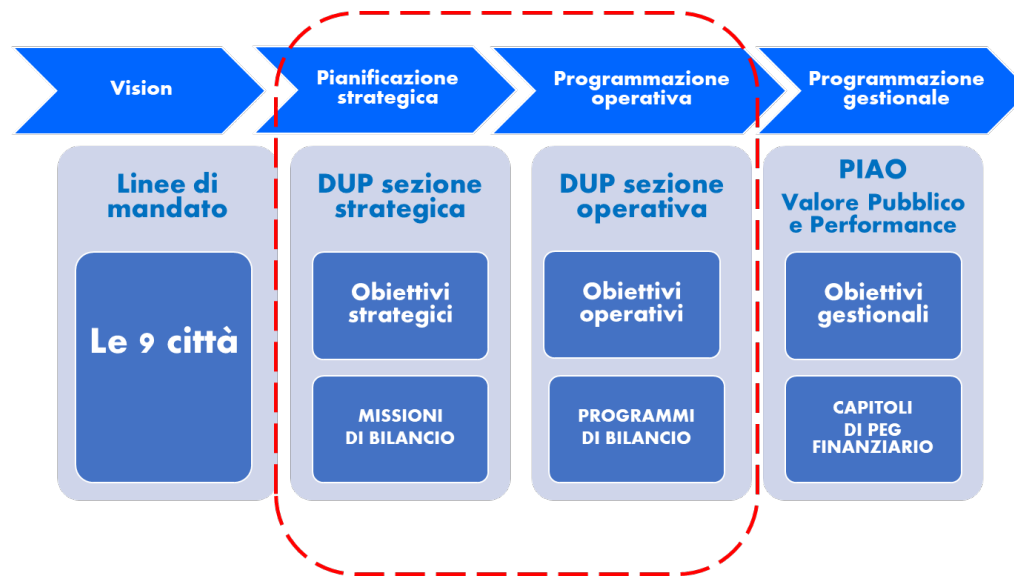 Vision
Pianificazione
strategica
Programmazione
operativa
Programmazione
gestionale
Linee di
mandato
Le 9 città
DUP sezione
strategica
Obiettivi
strategici
MISSIONI
DI BILANCIO
DUP sezione
operativa
Obiettivi
operativi
PROGRAMMI
DI BILANCIO
PIAO
Valore Pubblico
e Performance
Obiettivi
gestionali
CAPITOLI
DI PEG
FINANZIARIO